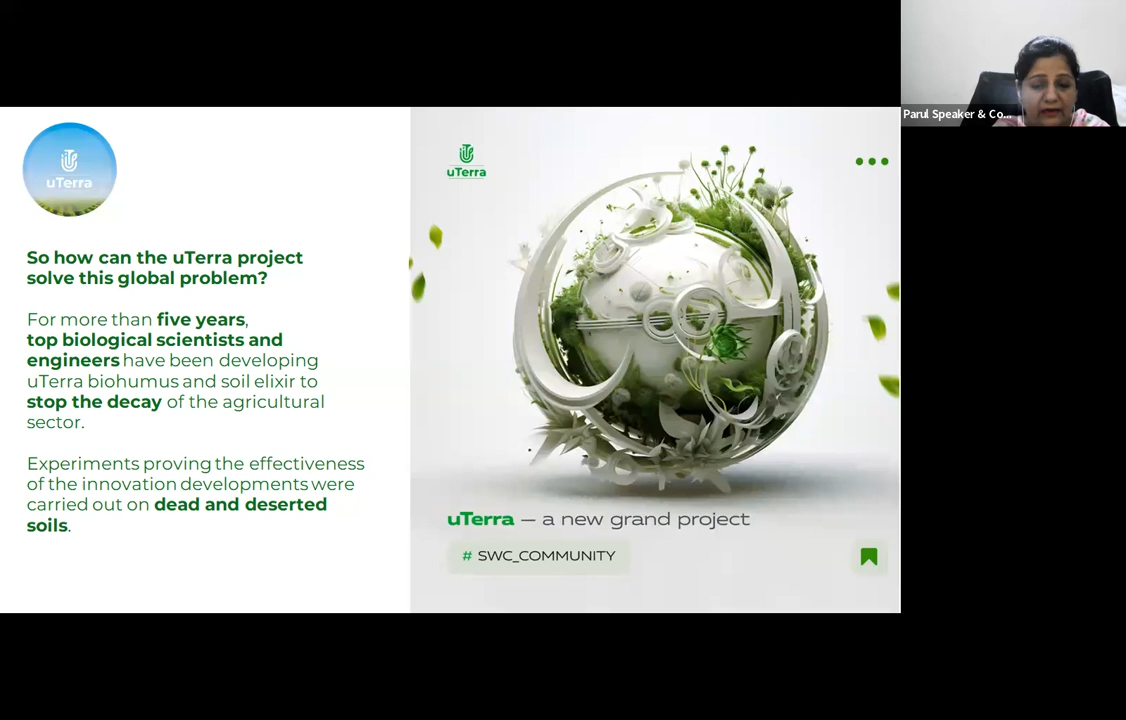 Parul Speaker & Co...
uTerra
So how can the uTerra project
solve this global problem?
For more than five years,
top biological scientists and
engineers have been developing
uTerra biohumus and soil elixir to
stop the decay of the agricultural
sector.
Experiments proving the effectiveness
of the innovation developments were
carried out on dead and deserted
soils.
uTerra
uTerra — a new grand project
# SWC_COMMUNITY